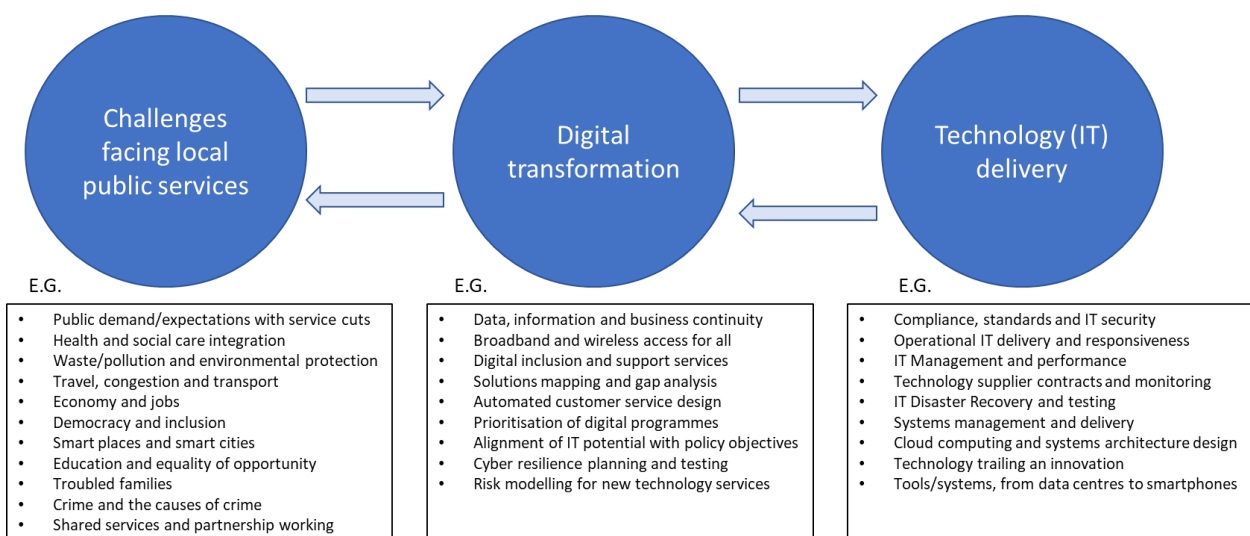 Challenges
facing local
public services
Digital
transformation
Technology (IT)
delivery
E.G.
• Public demand/expectations with service cuts
• Health and social care integration
• Waste/pollution and environmental protection
• Travel, congestion and transport
• Economy and jobs
• Democracy and inclusion
• Smart places and smart cities
• Education and equality of opportunity
• Troubled families
• Crime and the causes of crime
• Shared services and partnership working
E.G.
• Data, information and business continuity
• Broadband and wireless access for all
• Digital inclusion and support services
• Solutions mapping and gap analysis
• Automated customer service design
• Prioritisation of digital programmes
• Alignment of IT potential with policy objectives
• Cyber resilience planning and testing
• Risk modelling for new technology services
E.G.
• Compliance, standards and IT security
• Operational IT delivery and responsiveness
• IT Management and performance
• Technology supplier contracts and monitoring
• IT Disaster Recovery and testing
• Systems management and delivery
• Cloud computing and systems architecture design
• Technology trailing an innovation
• Tools/systems, from data centres to smartphones